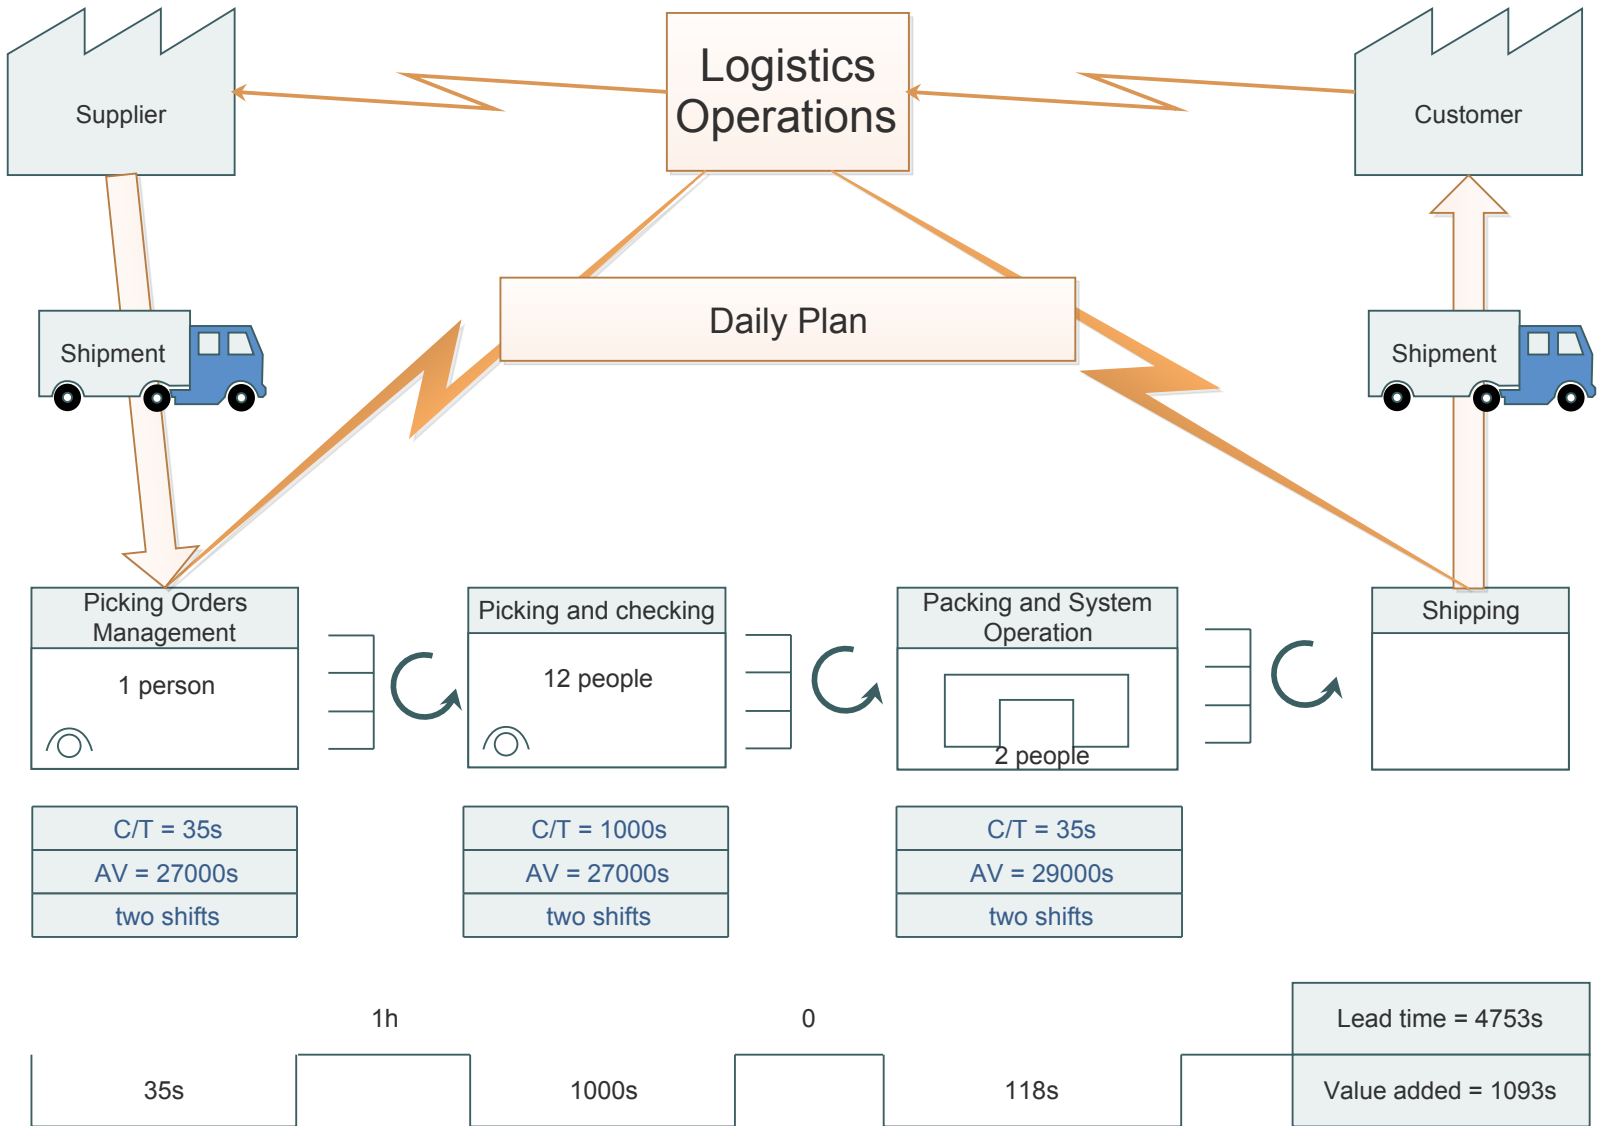 Supplier
Logistics
Operations
Customer
Daily Plan
Shipment
Shipment
Picking Orders
Management
1 person
Picking and checking
12 people
Packing and System
Operation
2 people
Shipping
C/T = 35s
AV = 27000s
two shifts
C/T = 1000s
AV = 27000s
two shifts
C/T = 35s
AV = 29000s
two shifts
1h
0
Lead time = 4753s
35s
1000s
118s
Value added = 1093s